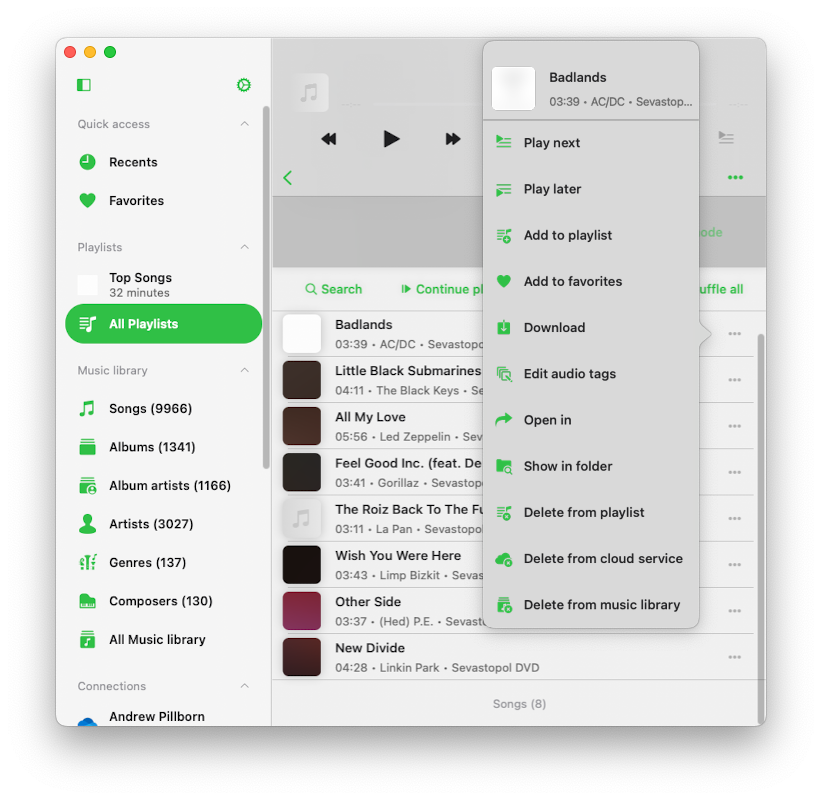 Quick access
Recents
Favorites
Playlists
Top Songs
32 minutes
All Playlists
Music library
Songs (9966)
Albums (1341)
Album artists (1166)
Artists (3027)
Genres (137)
Composers (130)
All Music library
Connections
Andrew Pillborn
ode
Search
Continue pl
uffle all
Badlands
03:39 • AC/DC • Sevastopol
Little Black Submarines
04:11 • The Black Keys • Se
All My Love
05:56 • Led Zeppelin • Sev
Feel Good Inc. (feat. De
03:41 • Gorillaz • Sevastop
The Roiz Back To The Fu
03:11 • La Pan • Sevastopol
Wish You Were Here
03:43 • Limp Bizkit • Sevas
Other Side
03:37 • (Hed) P.E. • Sevasto
New Divide
04:28 • Linkin Park • Sevastopol DVD
Songs (8)
Badlands
03:39 • AC/DC • Sevastop...
Play next
Play later
Add to playlist
Add to favorites
Download
Edit audio tags
Open in
Show in folder
Delete from playlist
Delete from cloud service
Delete from music library